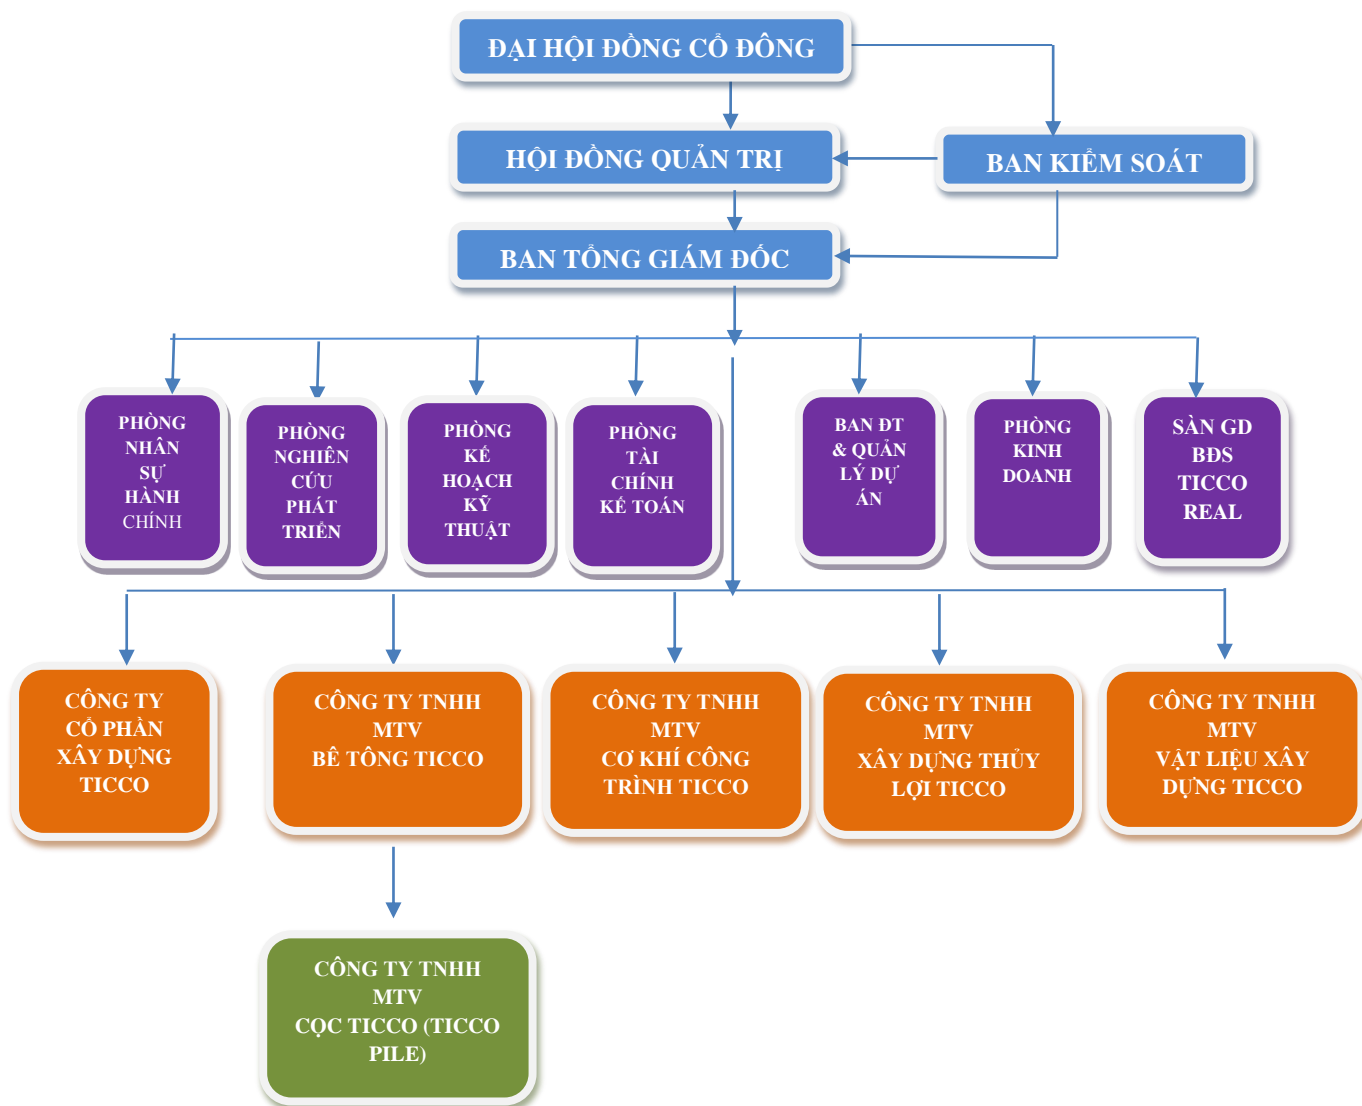 ĐẠI HỘI ĐỒNG CỔ ĐÔNG
HỘI ĐỒNG QUẢN TRỊ
BAN KIỂM SOÁT
BAN TỔNG GIÁM ĐỐC
PHÒNG
NHÂN
SỰ
HÀNH
CHÍNH
PHÒNG
NGHIÊN
CỨU
PHÁT
TRIỂN
PHÒNG
KẾ
HOẠCH
KỸ
THUẬT
PHÒNG
TÀI
CHÍNH
KẾ TOÁN
BAN ĐT
& QUẢN
LÝ DỰ
ÁN
PHÒNG
KINH
DOANH
SÀN GD
BĐS
TICCO
REAL
CÔNG TY
CỔ PHẦN
XÂY DỰNG
TICCO
CÔNG TY TNHH
MTV
BÊ TÔNG TICCO
CÔNG TY TNHH
MTV
CƠ KHÍ CÔNG
TRÌNH TICCO
CÔNG TY TNHH
MTV
XÂY DỰNG THỦY
LỢI TICCO
CÔNG TY TNHH
MTV
VẬT LIỆU XÂY
DỰNG TICCO
CÔNG TY TNHH
MTV
CỌC TICCO (TICCO
PILE)